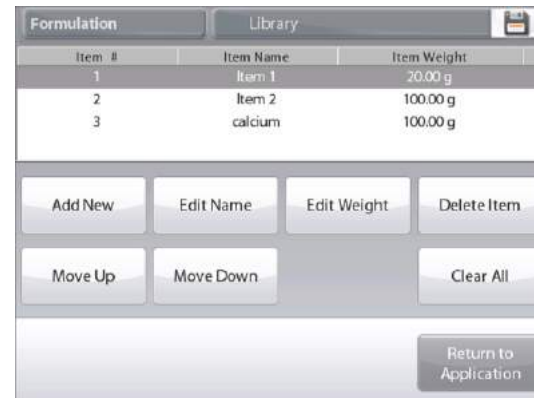 Formulation Library
Item # Item Name Item Weight
1 Item 1 20.00 g
2 Item 2 100.00 g
3 calcium 100.00 g
Add New Edit Name Edit Weight Delete Item
Move Up Move Down Clear All
Return to
Application